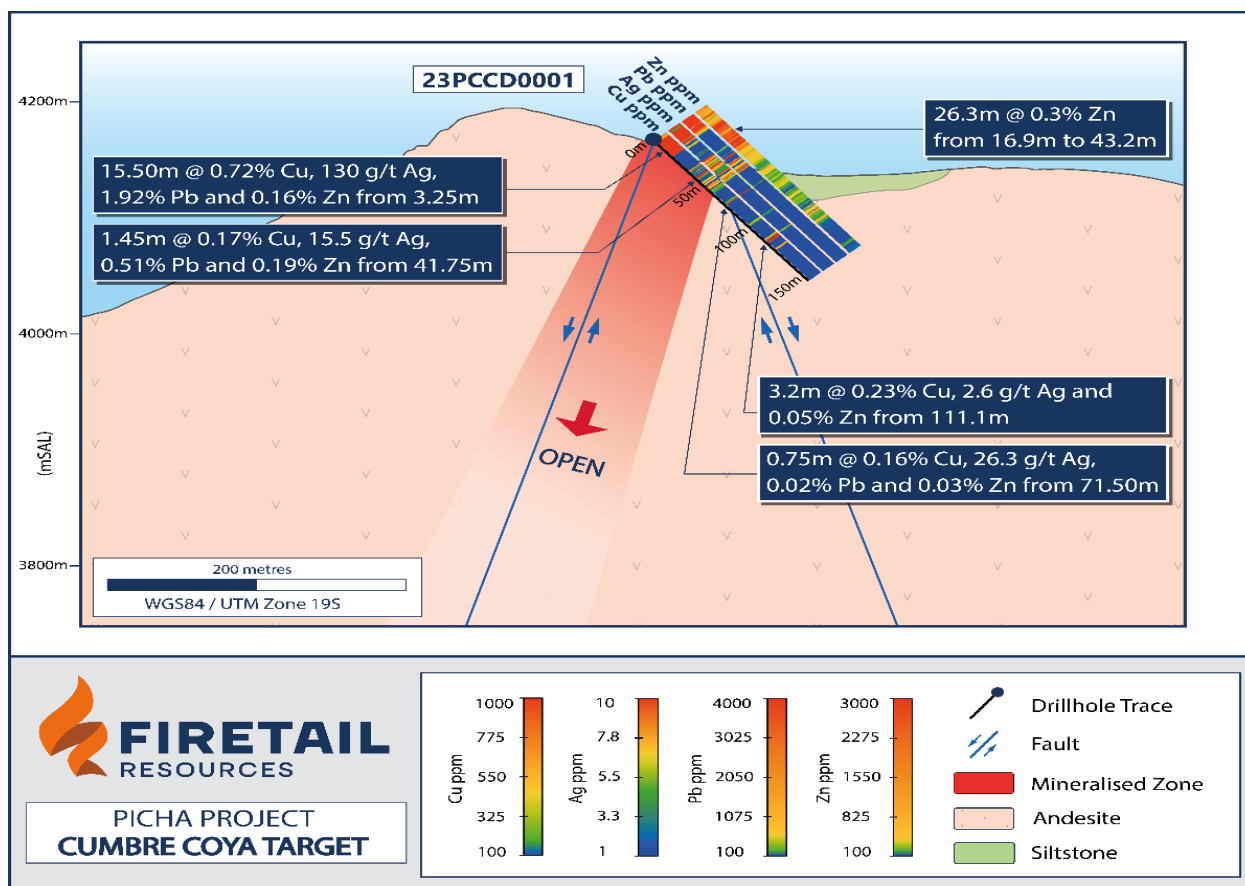 23PCCD0001
Zn ppm
Pb ppm
Ag ppm
Cu ppm
4200m
4000m
3800m
(mSAL)
26.3m @ 0.3% Zn
from 16.9m to 43.2m
15.50m @ 0.72% Cu, 130 g/t Ag,
1.92% Pb and 0.16% Zn from 3.25m
1.45m @ 0.17% Cu, 15.5 g/t Ag,
0.51% Pb and 0.19% Zn from 41.75m
0m
50m
100m
150m
3.2m @ 0.23% Cu, 2.6 g/t Ag and
0.05% Zn from 111.1m
0.75m @ 0.16% Cu, 26.3 g/t Ag,
0.02% Pb and 0.03% Zn from 71.50m
OPEN
200 metres
WGS84 / UTM Zone 19S
FIRETAIL
RESOURCES
PICHA PROJECT
CUMBRE COYA TARGET
Cu ppm
1000
775
550
325
100
Ag ppm
10
7.8
5.5
3.3
1
Pb ppm
4000
3025
2050
1075
100
Zn ppm
3000
2275
1550
825
100
Drillhole Trace
Fault
Mineralised Zone
Andesite
Siltstone